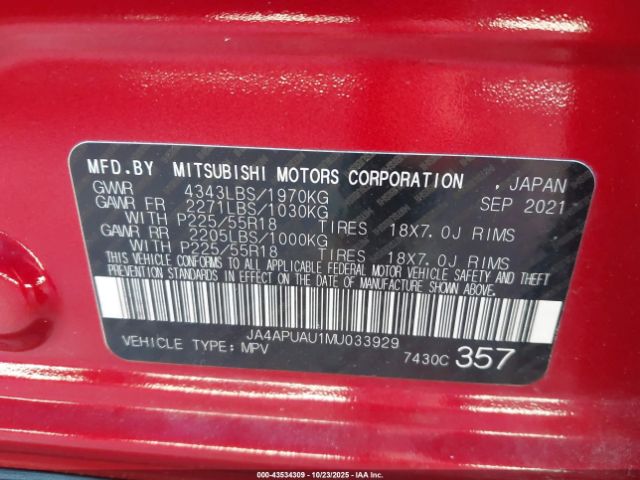 MFD.BY MITSUBISHI MOTORS CORPORATION , JAPAN
GWWR 4343LBS/1970KG SEP 2021
GAWR FR 2271LBS/1030KG
WITH P225/55R18 TIRES 18X7.0J RIMS
GAWR RR 2205LBS/1000KG
WITH P225/55R18 TIRES 18X7.0J RIMS
THIS VEHICLE CONFORMS TO ALL APPLICABLE FEDERAL MOTOR VEHICLE SAFETY AND THEFT
PREVENTION STANDARDS IN EFFECT ON THE DATE OF MANUFACTURE SHOWN ABOVE.
JA4APUAU1MU033929
VEHICLE TYPE: MPV 7430C 357
000-43534309 - 10/23/2025 - IAAI.COM